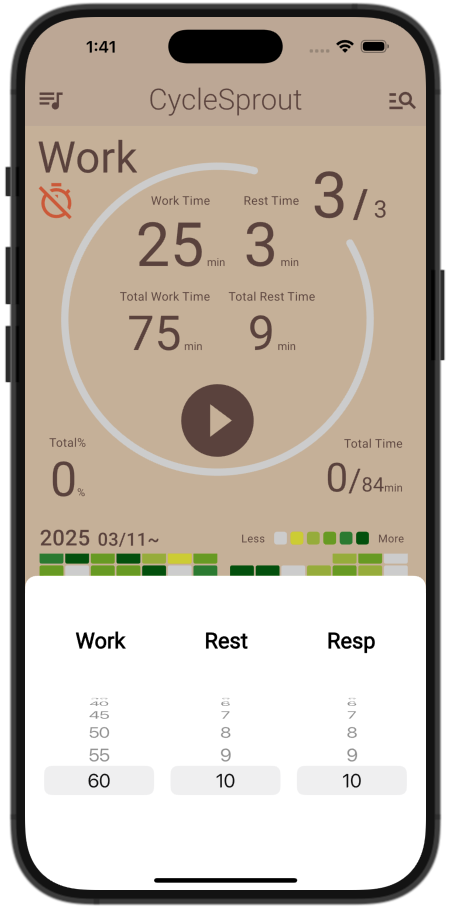 1:41
CycleSprout
Work
3/3
Work Time Rest Time
25 min 3 min
Total Work Time Total Rest Time
75 min 9 min
Total% Total Time
0% 0/84min
2025 03/11~ Less More
Work Rest Resp
40 6 6
45 7 7
50 8 8
55 9 9
60 10 10